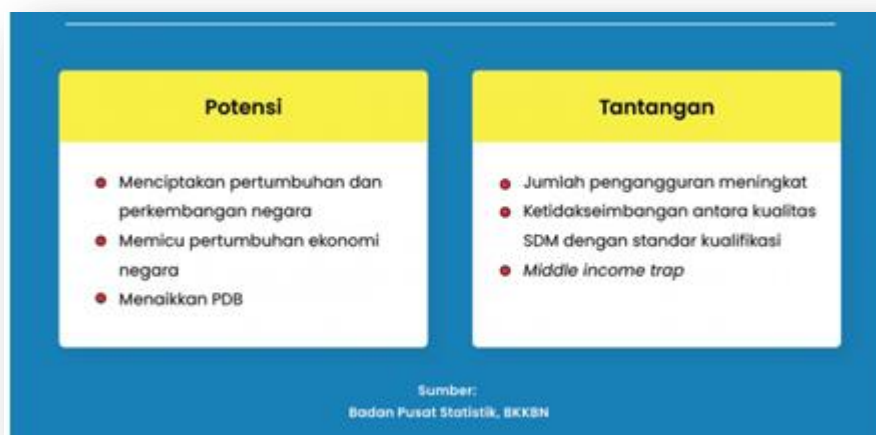 Potensi
Menciptakan pertumbuhan dan
perkembangan negara
Memicu pertumbuhan ekonomi
negara
Menaikkan PDB
Tantangan
Jumlah pengangguran meningkat
Ketidakseimbangan antara kualitas
SDM dengan standar kualifikasi
Middle income trap
Sumber:
Badan Pusat Statistik, BKKBN